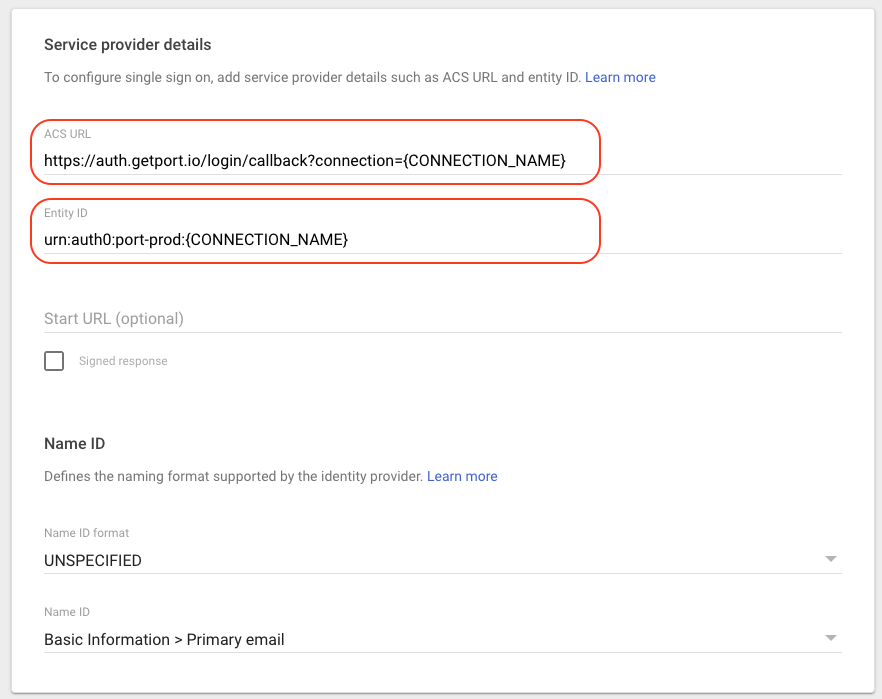 Service provider details
To configure single sign on, add service provider details such as ACS URL and entity ID. Learn more
ACS URL
https://auth.getport.io/login/callback?connection={CONNECTION_NAME}
Entity ID
urn:auth0:port-prod:{CONNECTION_NAME}
Start URL (optional)
Signed response
Name ID
Defines the naming format supported by the identity provider. Learn more
Name ID format
UNSPECIFIED
Name ID
Basic Information > Primary email